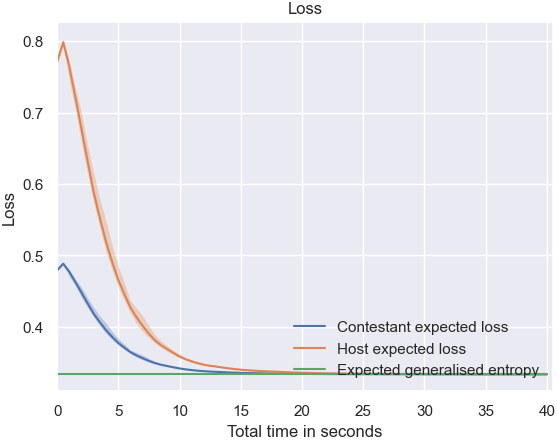 Loss
0.8
0.7
0.6
0.5
0.4
Loss
Contestant expected loss
Host expected loss
Expected generalised entropy
0 5 10 15 20 25 30 35 40
Total time in seconds